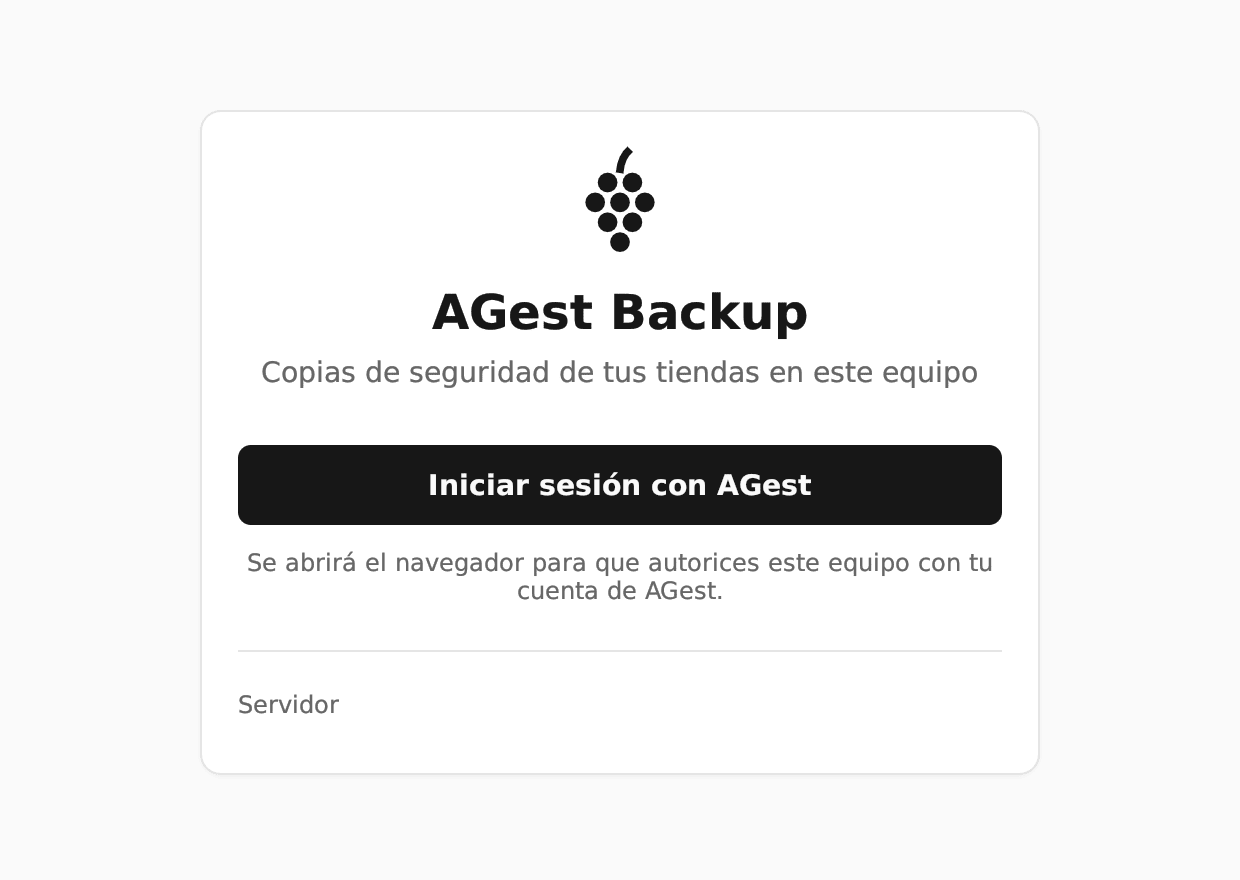 AGest Backup
Copias de seguridad de tus tiendas en este equipo
Iniciar sesión con AGest
Se abrirá el navegador para que autorices este equipo con tu
cuenta de AGest.
Servidor